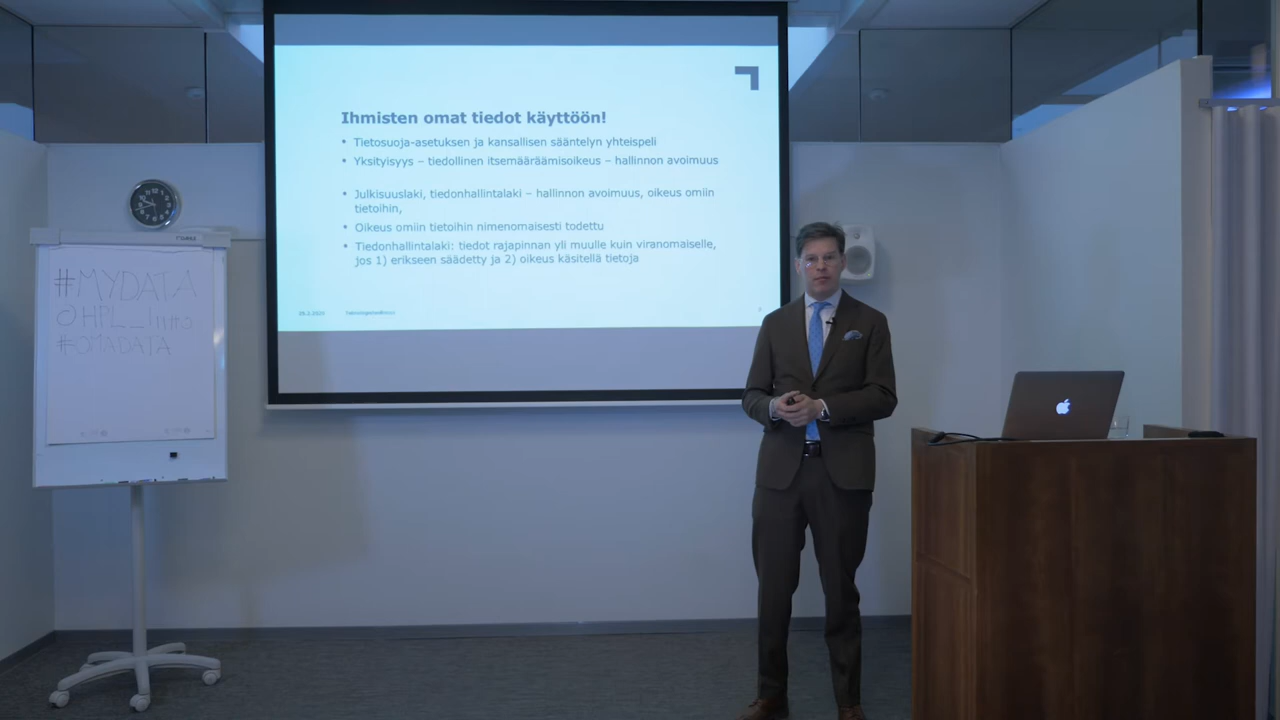 Ihmisten omat tiedot käyttöön!
• Tietosuoja-asetuksen ja kansallisen sääntelyn yhteispeli
• Yksityisyys – tiedollinen itsemääräämisoikeus – hallinnon avoimuus
• Julkisuuslaki, tiedonhallintalaki – hallinnon avoimuus, oikeus omiin
tietoihin,
• Oikeus omiin tietoihin nimenomaisesti todettu
• Tiedonhallintalaki: tiedot rajapinnan yli muulle kuin viranomaiselle,
jos 1) erikseen säädetty ja 2) oikeus käsitellä tietoja
#MYDATA
@HPL_liitto
#OMADATA